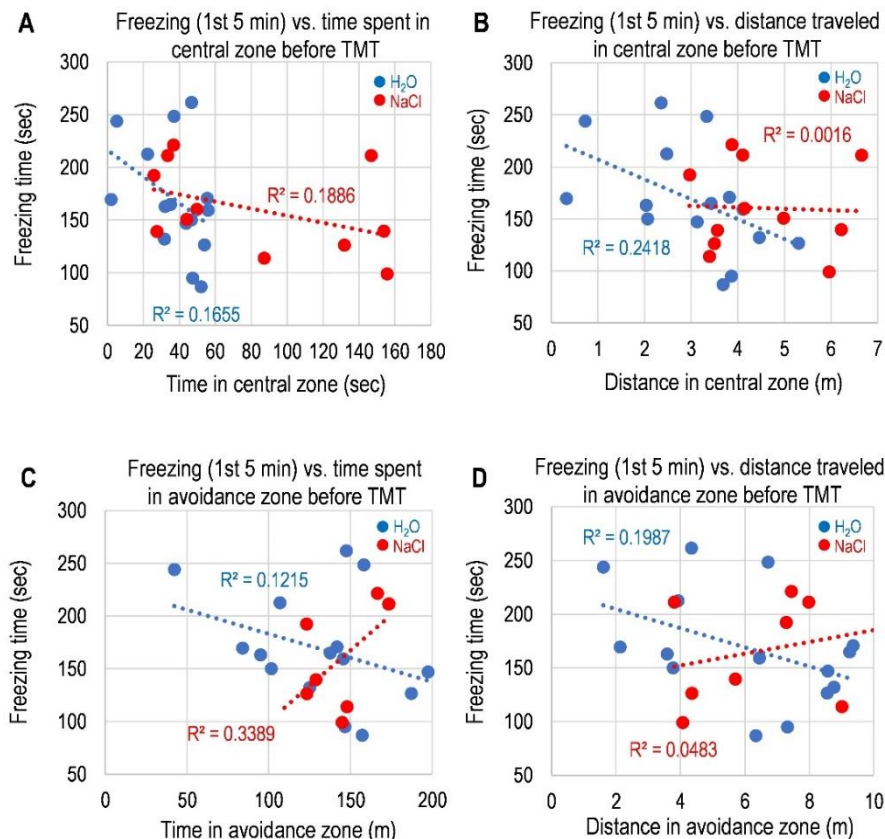 A
Freezing (1st 5 min) vs. time spent in
central zone before TMT
300
250
200
150
100
50
H₂O
NaCl
R² = 0.1886
R² = 0.1655
0 20 40 60 80 100 120 140 160 180
Time in central zone (sec)
Freezing time (sec)
B
Freezing (1st 5 min) vs. distance traveled
in central zone before TMT
300
250
200
150
100
50
H₂O
NaCl
R² = 0.0016
R² = 0.2418
0 1 2 3 4 5 6 7
Distance in central zone (m)
Freezing time (sec)
C
Freezing (1st 5 min) vs. time spent
in avoidance zone before TMT
300
250
200
150
100
50
H₂O
NaCl
R² = 0.1215
R² = 0.3389
0 50 100 150 200
Time in avoidance zone (m)
Freezing time (sec)
D
Freezing (1st 5 min) vs. distance traveled
in avoidance zone before TMT
300
250
200
150
100
50
H₂O
NaCl
R² = 0.1987
R² = 0.0483
0 2 4 6 8 10
Distance in avoidance zone (m)
Freezing time (sec)